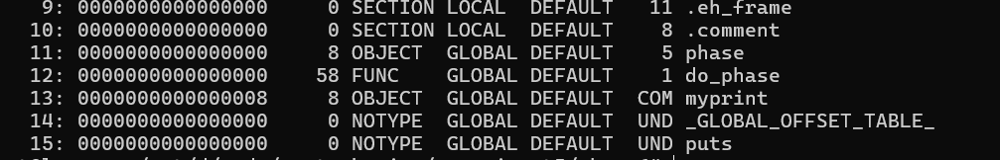 9: 0000000000000000 0 SECTION LOCAL DEFAULT 11 .eh_frame
10: 0000000000000000 0 SECTION LOCAL DEFAULT 8 .comment
11: 0000000000000000 8 OBJECT GLOBAL DEFAULT 5 phase
12: 0000000000000000 58 FUNC GLOBAL DEFAULT 1 do_phase
13: 0000000000000008 8 OBJECT GLOBAL DEFAULT COM myprint
14: 0000000000000000 0 NOTYPE GLOBAL DEFAULT UND _GLOBAL_OFFSET_TABLE_
15: 0000000000000000 0 NOTYPE GLOBAL DEFAULT UND puts